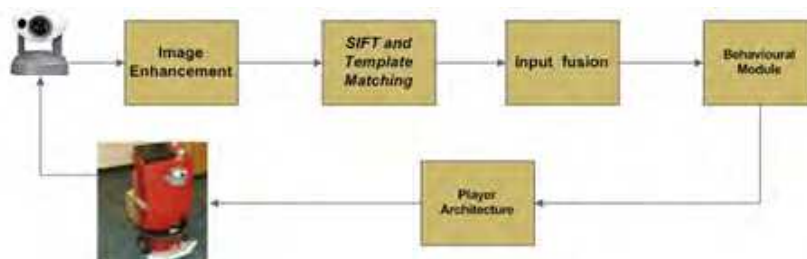 Image
Enhancement
SIFT and
Template
Matching
Input fusion
Behavioural
Module
Player
Architecture